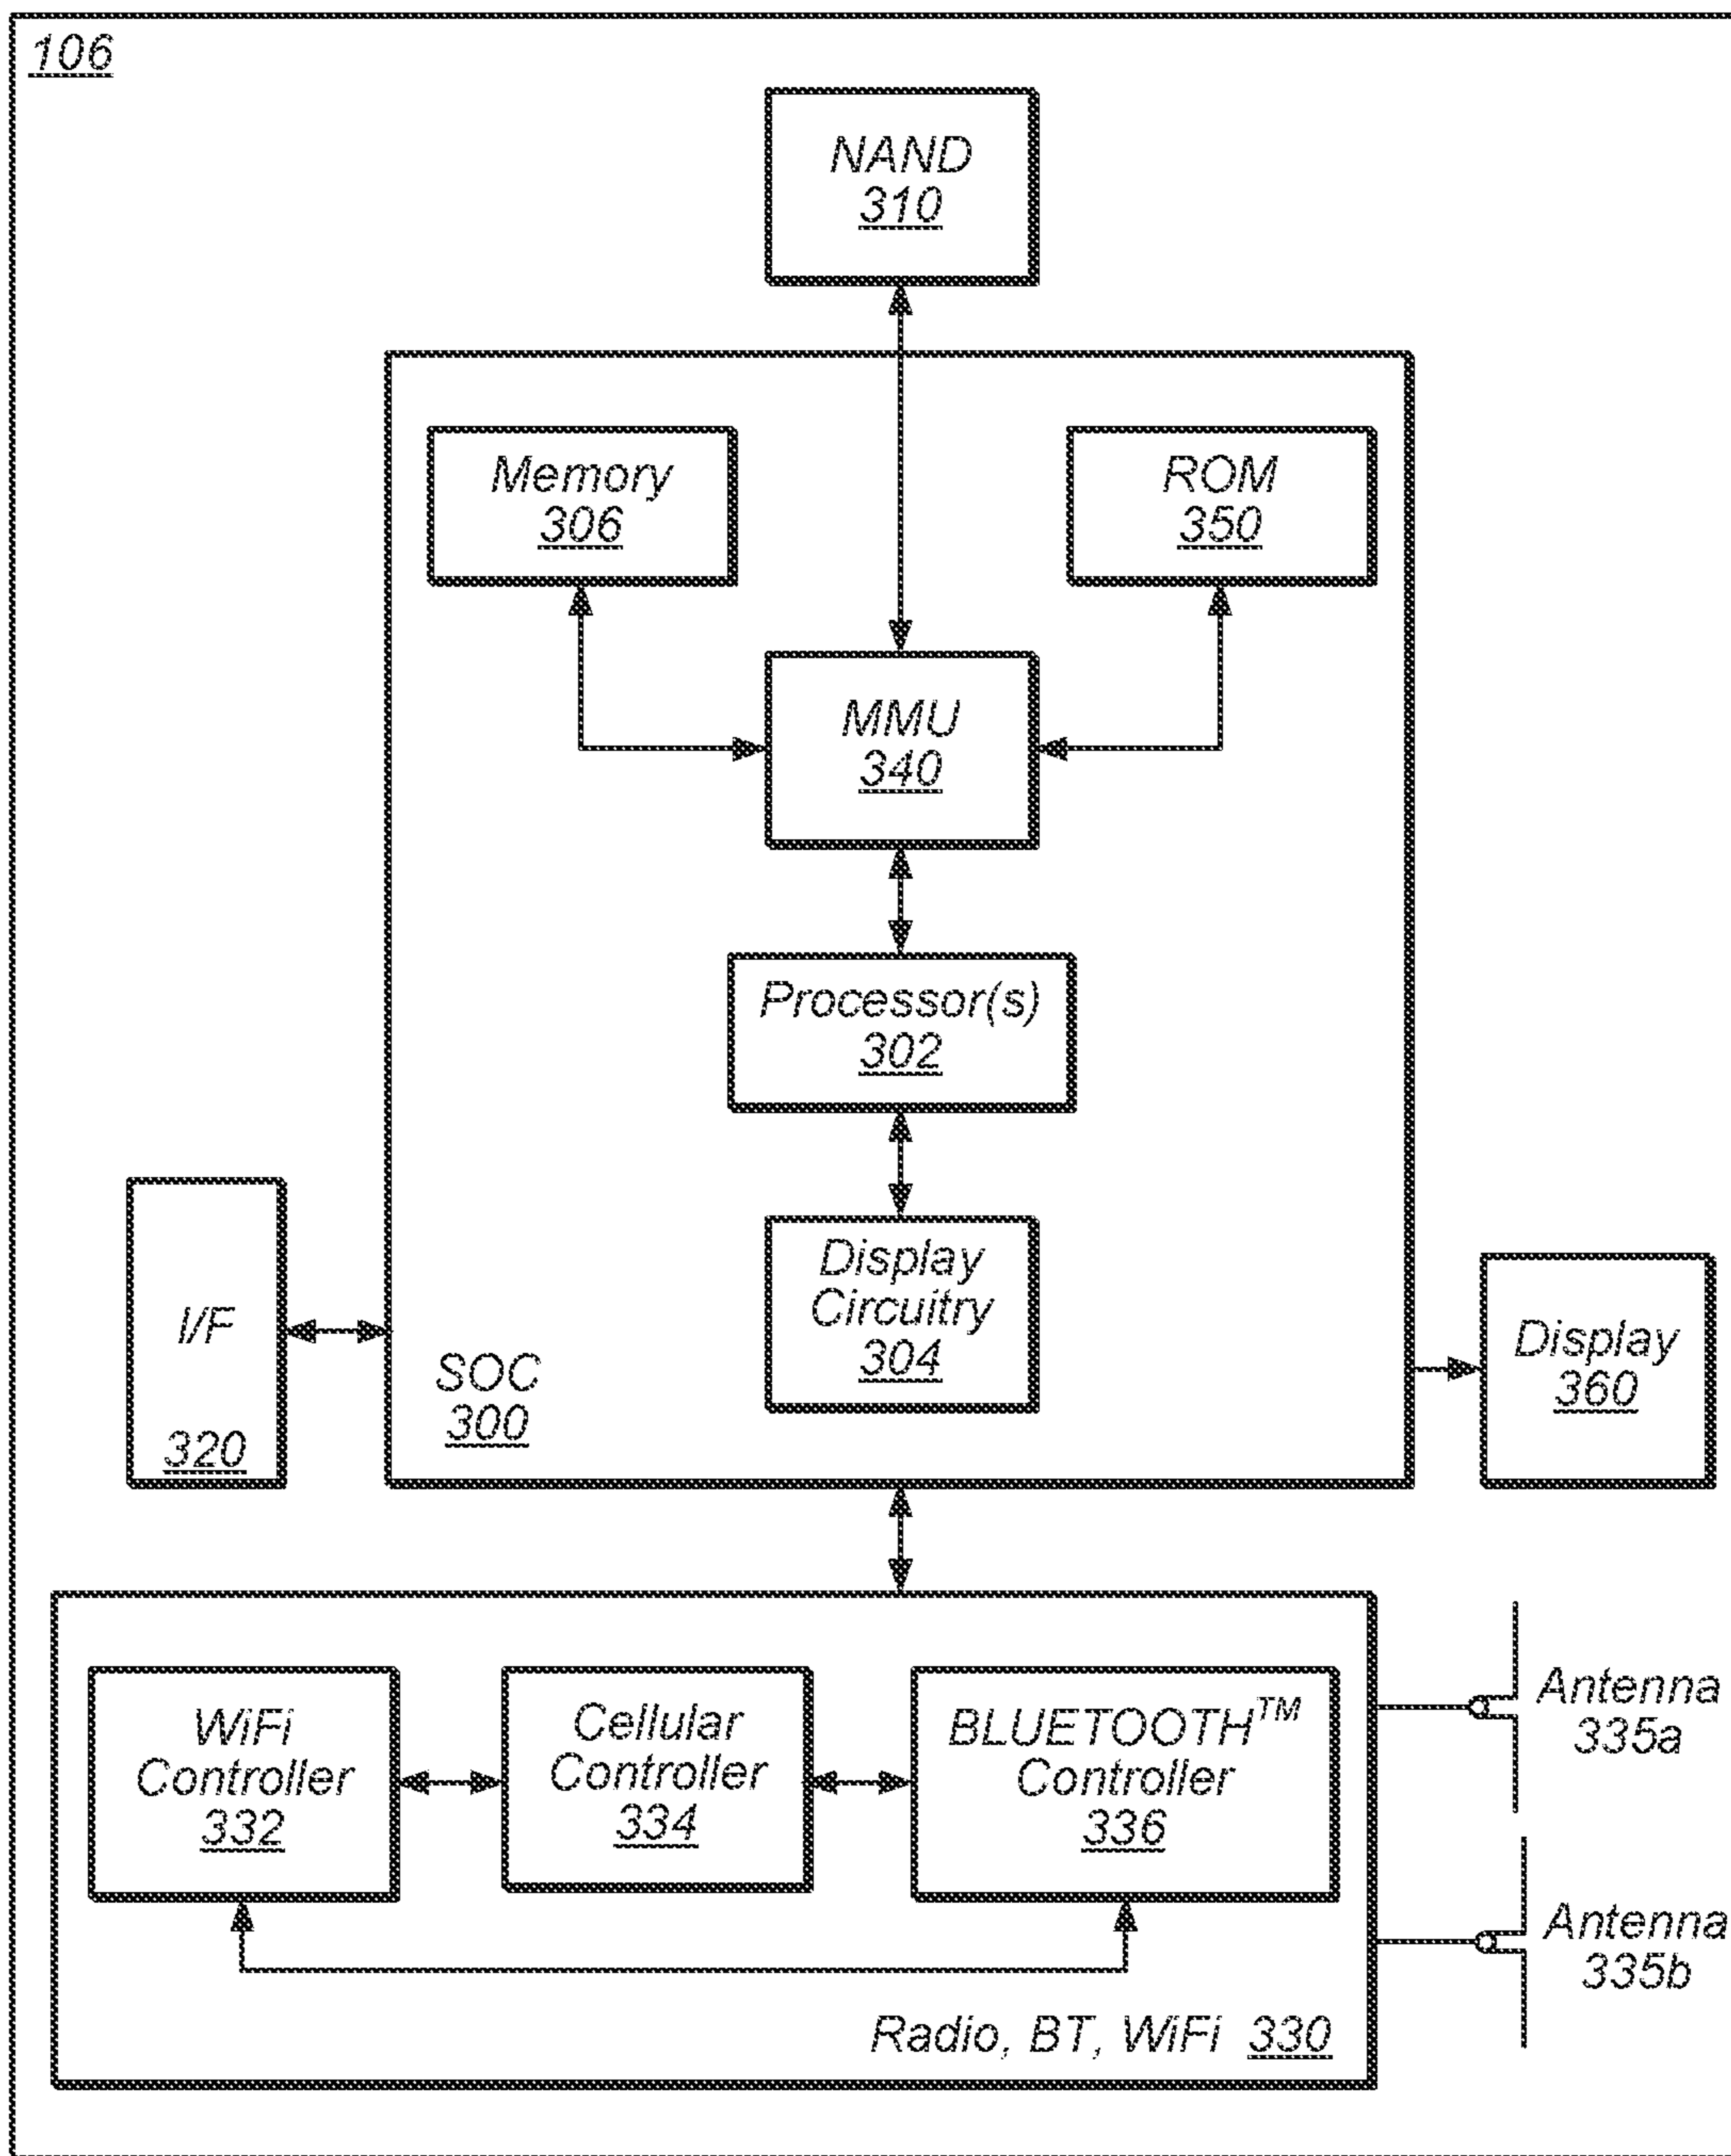 106
NAND
310
Memory
306
ROM
350
MMU
340
Processor(s)
302
Display
Circuitry
304
I/F
320
SOC
300
Display
360
WiFi
Controller
332
Cellular
Controller
334
BLUETOOTH™
Controller
336
Antenna
335a
Antenna
335b
Radio, BT, WiFi 330